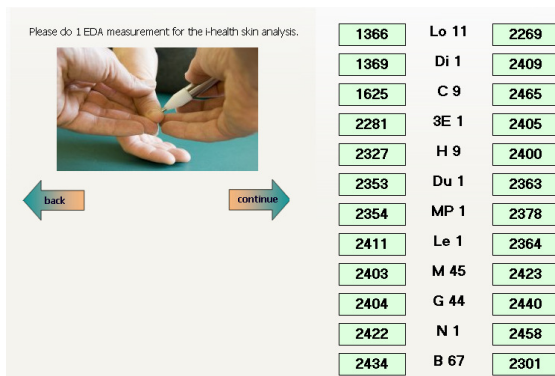 Please do 1 EDA measurement for the i-health skin analysis.
back
continue
1366 Lo 11 2269
1369 Di 1 2409
1625 C 9 2465
2281 3E 1 2405
2327 H 9 2400
2353 Du 1 2363
2354 MP 1 2378
2411 Le 1 2364
2403 M 45 2423
2404 G 44 2440
2422 N 1 2458
2434 B 67 2301